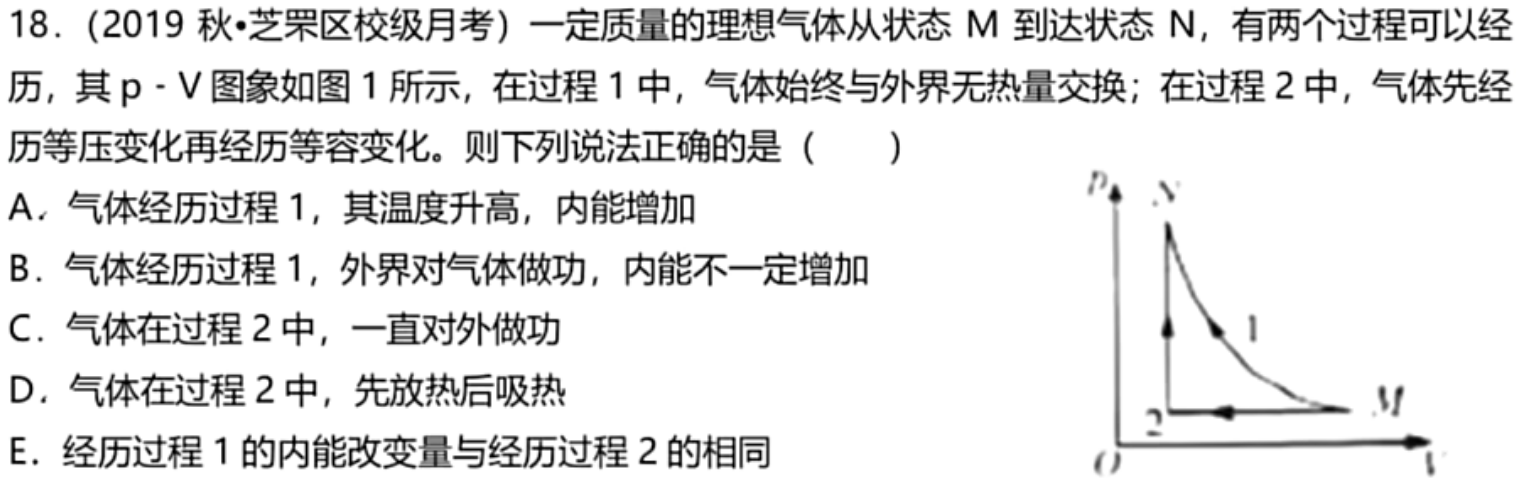 18.（2019 秋•芝罘区校级月考）一定质量的理想气体从状态 M 到达状态 N，有两个过程可以经
历，其 p - V 图象如图 1 所示，在过程 1 中，气体始终与外界无热量交换；在过程 2 中，气体先经
历等压变化再经历等容变化。则下列说法正确的是（　　）
A. 气体经历过程 1，其温度升高，内能增加
B. 气体经历过程 1，外界对气体做功，内能不一定增加
C. 气体在过程 2 中，一直对外做功
D. 气体在过程 2 中，先放热后吸热
E. 经历过程 1 的内能改变量与经历过程 2 的相同
P N
1
2 M
O V